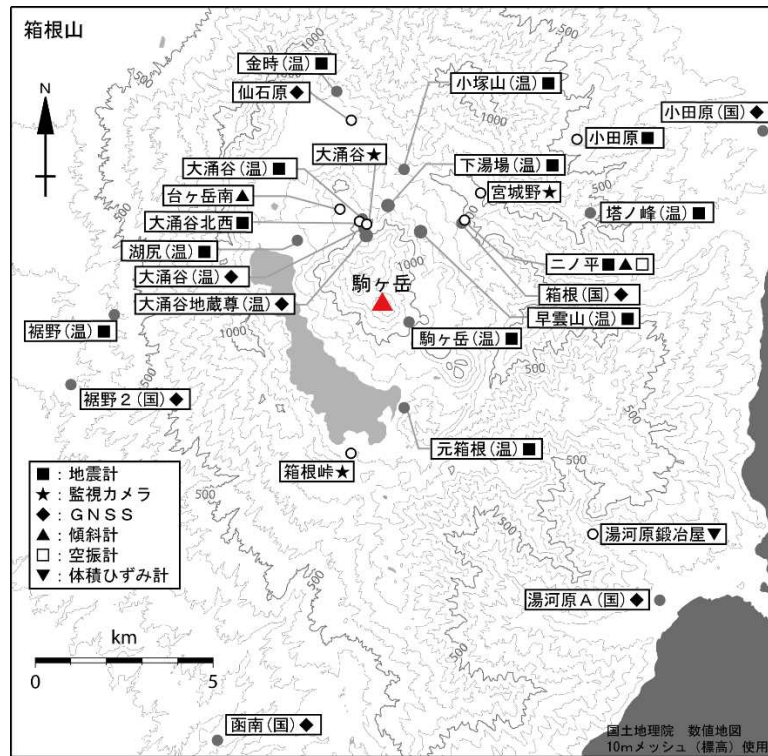 箱根山
金時(温)■
仙石原◆
小塚山(温)■
小田原(国)◆
小田原■
大涌谷★
大涌谷(温)■
下湯場(温)■
台ヶ岳南▲
宮城野★
大涌谷北西■
塔ノ峰(温)■
湖尻(温)■
二ノ平■▲□
大涌谷(温)◆
箱根(国)◆
大涌谷地蔵尊(温)◆
駒ヶ岳
早雲山(温)■
裾野(温)■
駒ヶ岳(温)■
裾野2(国)◆
元箱根(温)■
箱根峠★
湯河原鍛冶屋▼
湯河原A(国)◆
函南(国)◆
■:地震計
★:監視カメラ
◆:GNSS
▲:傾斜計
□:空振計
▼:体積ひずみ計
N
km
0 5
500
1000
500
1000
1000
500
1000
1000
500
500
500
500
500
国土地理院 数値地図
10mメッシュ(標高)使用